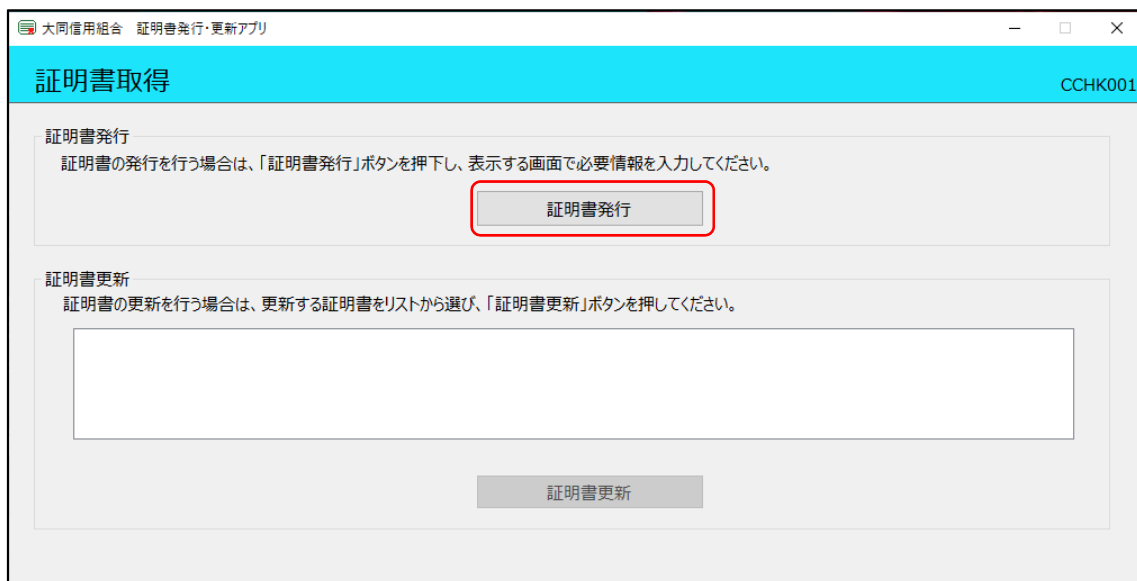 大同信用組合　証明書発行・更新アプリ
証明書取得
CCHK001
証明書発行
証明書の発行を行う場合は、「証明書発行」ボタンを押下し、表示する画面で必要情報を入力してください。
証明書発行
証明書更新
証明書の更新を行う場合は、更新する証明書をリストから選び、「証明書更新」ボタンを押してください。
証明書更新